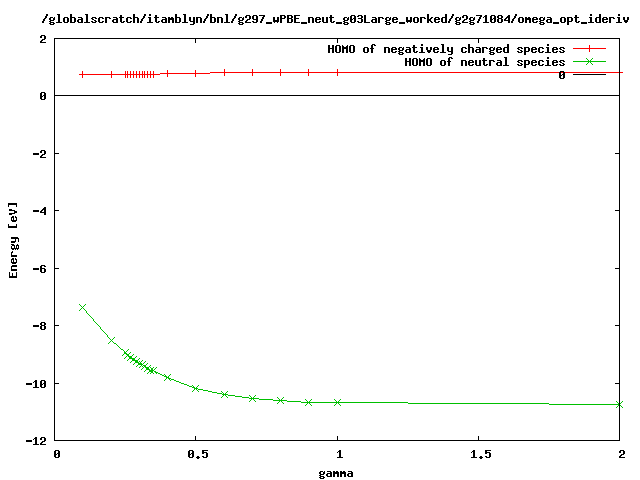 /globalscratch/itamblyn/bnl/g297_wPBE_neut_g03Large_worked/g2g71084/omega_opt_ideriv
HOMO of negatively charged species
HOMO of neutral species
0
2
0
-2
-4
-6
-8
-10
-12
Energy [eV]
0 0.5 1 1.5 2
gamma